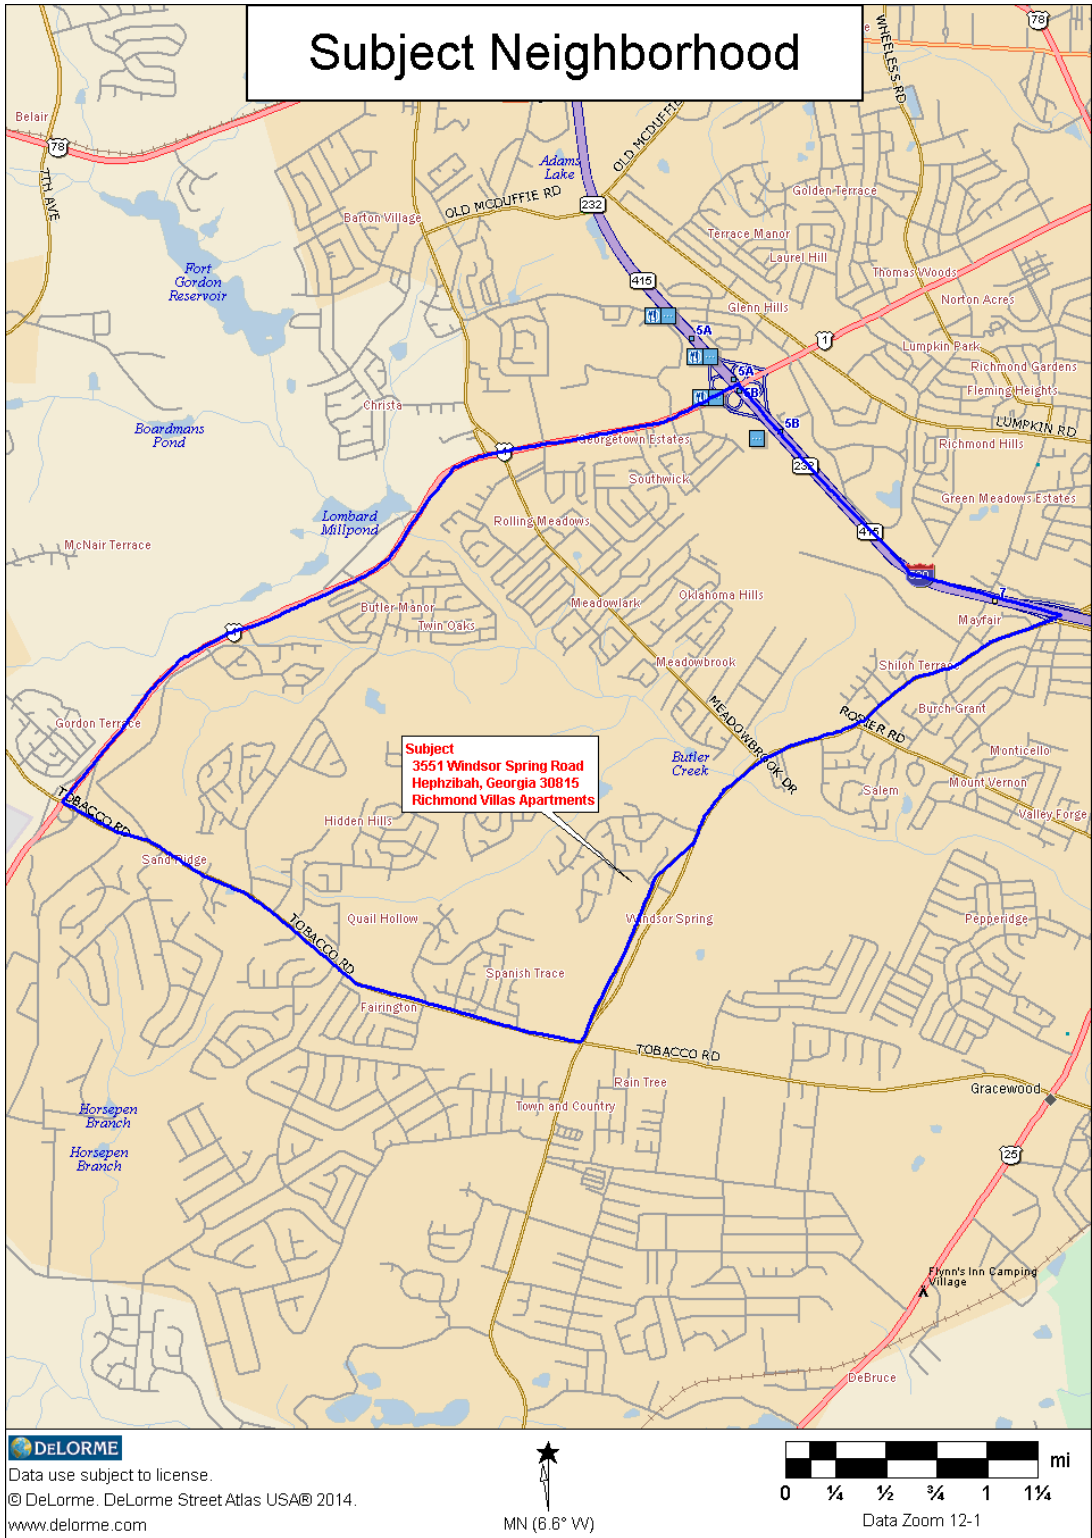 Subject Neighborhood
78
WHEELESS RD
Belair
78
7TH AVE
Adams
Lake
OLD MCDUFFIE
OLD MCDUFFIE RD
232
Barton Village
Golden Terrace
Terrace Manor
Laurel Hill
Fort
Gordon
Reservoir
415
Thomas Woods
Glenn Hills
Norton Acres
5A
1
Lumpkin Park
Richmond Gardens
5A
5B
Fleming Heights
Christa
5B
LUMPKIN RD
Boardmans
Pond
Georgetown Estates
Richmond Hills
232
Southwick
Green Meadows Estates
Lombard
Millpond
Rolling Meadows
415
McNair Terrace
Butler Manor
Meadowlark
Oklahoma Hills
7
Mayfair
Twin Oaks
Meadowbrook
Shiloh Terrace
Burch Grant
Gordon Terrace
MEADOWBROOK DR
ROSIER RD
Monticello
Butler
Creek
Subject
3551 Windsor Spring Road
Hephzibah, Georgia 30815
Richmond Villas Apartments
Salem
Mount Vernon
Valley Forge
TOBACCO RD
Hidden Hills
Sand Ridge
Quail Hollow
Windsor Spring
Pepperidge
TOBACCO RD
Spanish Trace
Fairington
TOBACCO RD
Rain Tree
Gracewood
Town and Country
Horsepen
Branch
Horsepen
Branch
25
Flynn's Inn Camping
Village
DeBruce
DELORME
Data use subject to license.
© DeLorme. DeLorme Street Atlas USA® 2014.
www.delorme.com
MN (6.6° W)
mi
0 ¼ ½ ¾ 1 1¼
Data Zoom 12-1